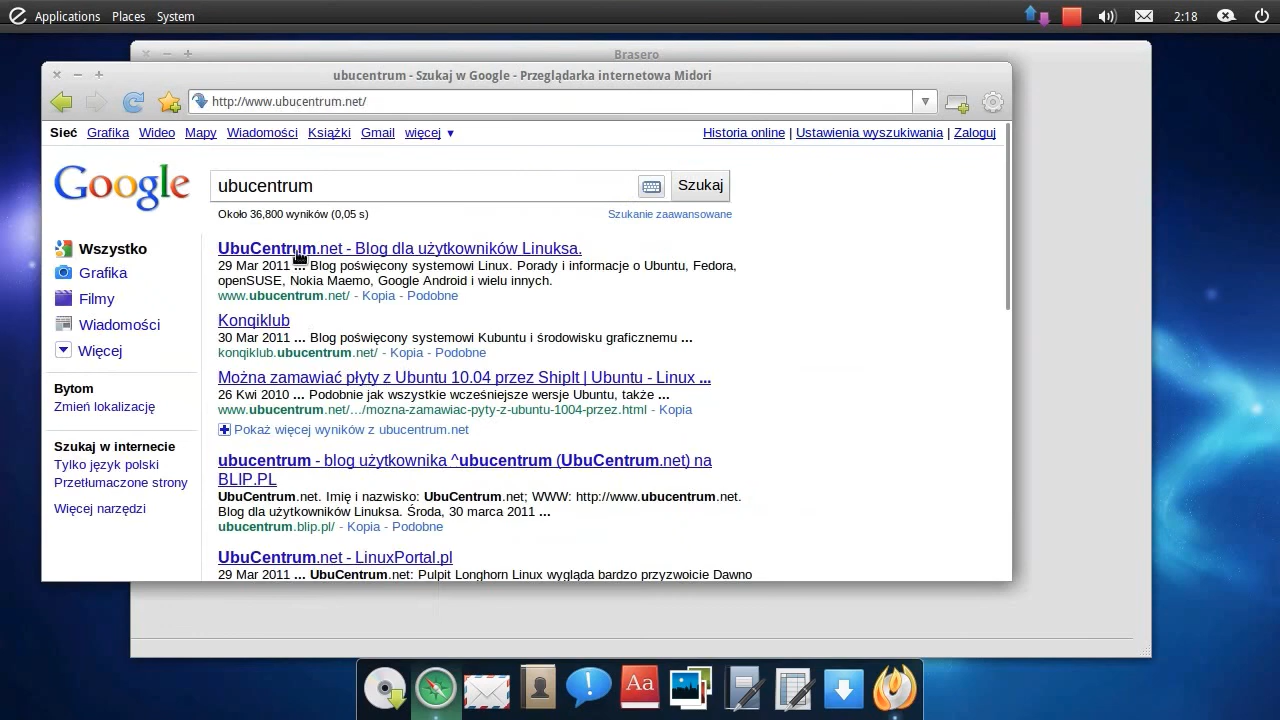 Applications Places System 2:18
Brasero
ubucentrum - Szukaj w Google - Przeglądarka internetowa Midori
http://www.ubucentrum.net/
Sieć Grafika Wideo Mapy Wiadomości Książki Gmail więcej ▼ Historia online | Ustawienia wyszukiwania | Zaloguj
Google ubucentrum Szukaj
Około 36,800 wyników (0,05 s) Szukanie zaawansowane
Wszystko
Grafika
Filmy
Wiadomości
Więcej
Bytom
Zmień lokalizację
Szukaj w internecie
Tylko język polski
Przetłumaczone strony
Więcej narzędzi
UbuCentrum.net - Blog dla użytkowników Linuksa.
29 Mar 2011 ... Blog poświęcony systemowi Linux. Porady i informacje o Ubuntu, Fedora,
openSUSE, Nokia Maemo, Google Android i wielu innych.
www.ubucentrum.net/ - Kopia - Podobne
Konqiklub
30 Mar 2011 ... Blog poświęcony systemowi Kubuntu i środowisku graficznemu ...
konqiklub.ubucentrum.net/ - Kopia - Podobne
Można zamawiać płyty z Ubuntu 10.04 przez ShipIt | Ubuntu - Linux ...
26 Kwi 2010 ... Podobnie jak wszystkie wcześniejsze wersje Ubuntu, także ...
www.ubucentrum.net/.../mozna-zamawiac-pyty-z-ubuntu-1004-przez.html - Kopia
Pokaż więcej wyników z ubucentrum.net
ubucentrum - blog użytkownika ^ubucentrum (UbuCentrum.net) na
BLIP.PL
UbuCentrum.net. Imię i nazwisko: UbuCentrum.net; WWW: http://www.ubucentrum.net.
Blog dla użytkowników Linuksa. Środa, 30 marca 2011 ...
ubucentrum.blip.pl/ - Kopia - Podobne
UbuCentrum.net - LinuxPortal.pl
29 Mar 2011 ... UbuCentrum.net: Pulpit Longhorn Linux wygląda bardzo przyzwoicie Dawno
Aa